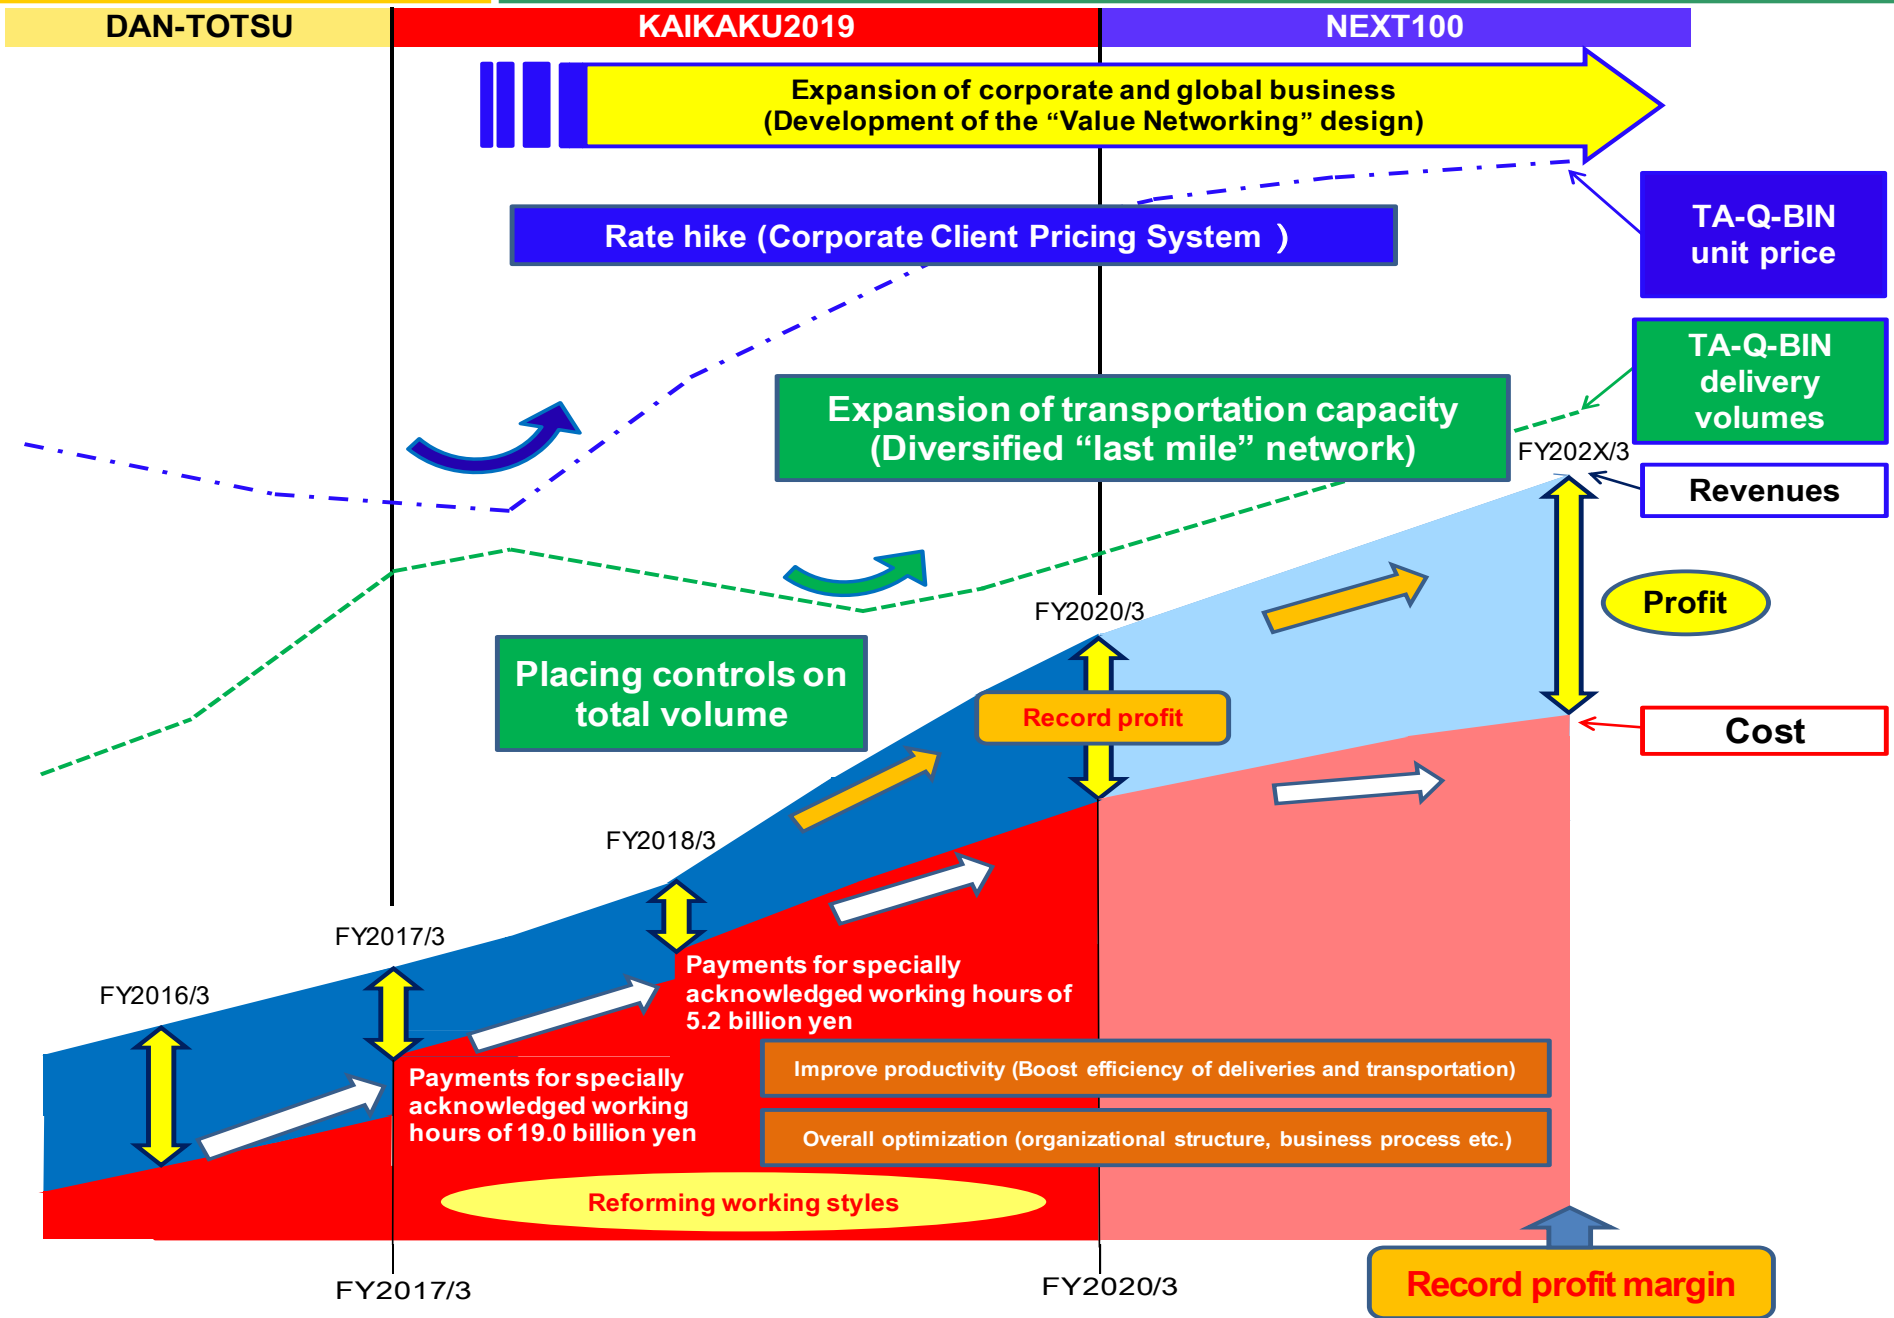 DAN-TOTSU
KAIKAKU2019
NEXT100
Expansion of corporate and global business
(Development of the “Value Networking” design)
Rate hike (Corporate Client Pricing System )
TA-Q-BIN
unit price
TA-Q-BIN
delivery
volumes
Expansion of transportation capacity
(Diversified “last mile” network)
FY202X/3
Revenues
Profit
FY2020/3
Placing controls on
total volume
Record profit
Cost
FY2018/3
FY2017/3
FY2016/3
Payments for specially
acknowledged working hours of
5.2 billion yen
Payments for specially
acknowledged working
hours of 19.0 billion yen
Improve productivity (Boost efficiency of deliveries and transportation)
Overall optimization (organizational structure, business process etc.)
Reforming working styles
FY2017/3
FY2020/3
Record profit margin